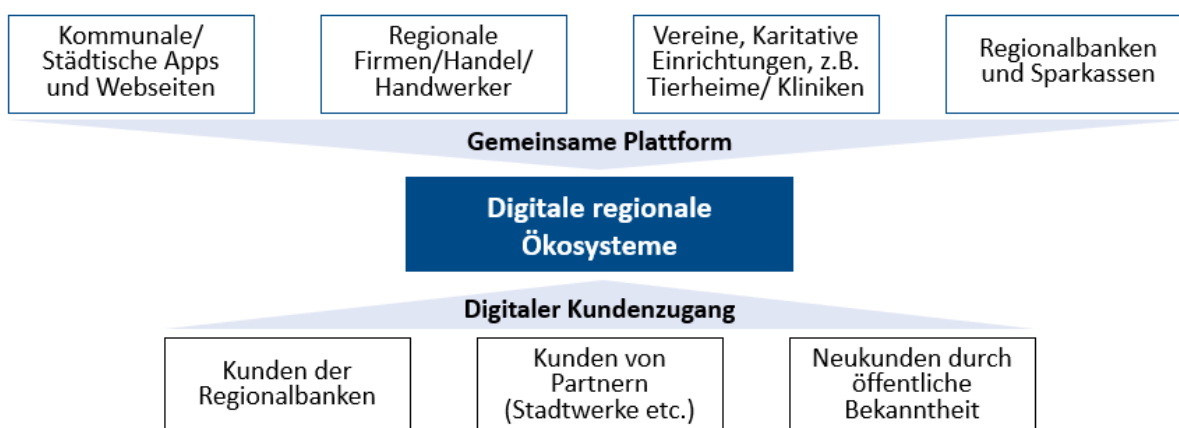 Kommunale/
Städtische Apps
und Webseiten
Regionale
Firmen/Handel/
Handwerker
Vereine, Karitative
Einrichtungen, z.B.
Tierheime/ Kliniken
Regionalbanken
und Sparkassen
Gemeinsame Plattform
Digitale regionale
Ökosysteme
Digitaler Kundenzugang
Kunden der
Regionalbanken
Kunden von
Partnern
(Stadtwerke etc.)
Neukunden durch
öffentliche
Bekanntheit